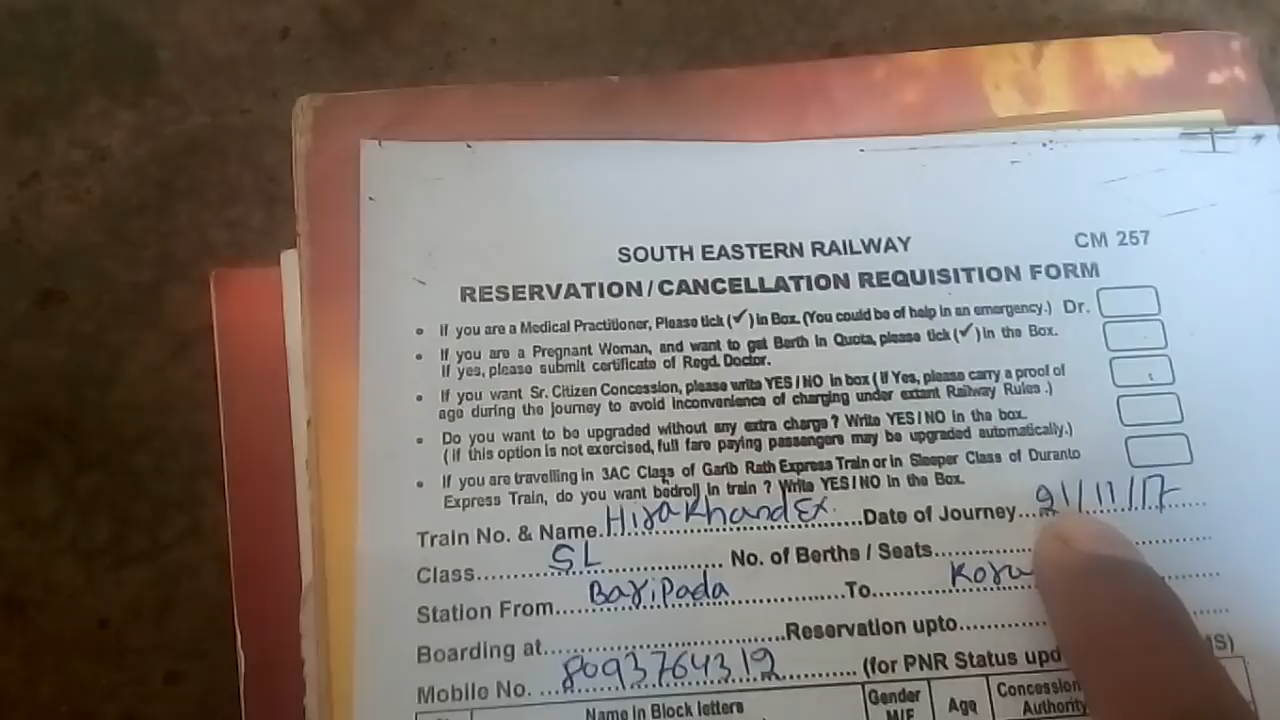 SOUTH EASTERN RAILWAY CM 257
RESERVATION/CANCELLATION REQUISITION FORM
• If you are a Medical Practitioner, Please tick (✓) in Box. (You could be of help in an emergency.) Dr.
• If you are a Pregnant Woman, and want to get Berth in Quota, please tick (✓) in the Box.
If yes, please submit certificate of Regd. Doctor.
• If you want Sr. Citizen Concession, please write YES/NO in box (If Yes, please carry a proof of
age during the journey to avoid inconvenience of charging under extant Railway Rules.)
• Do you want to be upgraded without any extra charge? Write YES/NO in the box.
(if this option is not exercised, full fare paying passengers may be upgraded automatically.)
• If you are travelling in 3AC Class of Garib Rath Express Train or in Sleeper Class of Duranto
Express Train, do you want bedroll in train ? Write YES/NO in the Box.
Train No. & Name Hirakhand Ex. Date of Journey 21/11/17
Class SL No. of Berths / Seats
Station From Baripada To
Boarding at Reservation upto
Mobile No. 8093764312 (for PNR Status
Name in Block letters Gender M/F Age Concession Authority